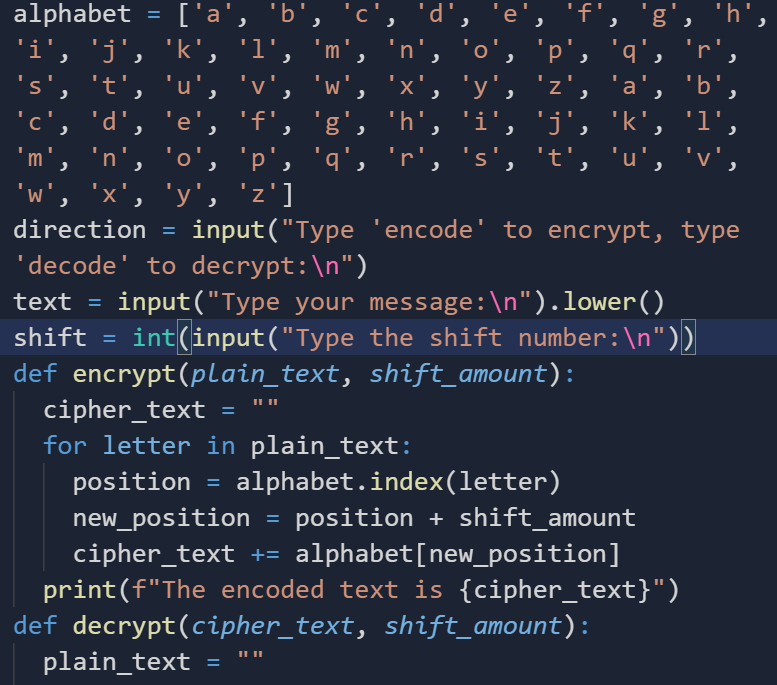 alphabet = ['a', 'b', 'c', 'd', 'e', 'f', 'g', 'h',
'i', 'j', 'k', 'l', 'm', 'n', 'o', 'p', 'q', 'r',
's', 't', 'u', 'v', 'w', 'x', 'y', 'z', 'a', 'b',
'c', 'd', 'e', 'f', 'g', 'h', 'i', 'j', 'k', 'l',
'm', 'n', 'o', 'p', 'q', 'r', 's', 't', 'u', 'v',
'w', 'x', 'y', 'z']
direction = input("Type 'encode' to encrypt, type
'decode' to decrypt:\n")
text = input("Type your message:\n").lower()
shift = int(input("Type the shift number:\n"))
def encrypt(plain_text, shift_amount):
  cipher_text = ""
  for letter in plain_text:
    position = alphabet.index(letter)
    new_position = position + shift_amount
    cipher_text += alphabet[new_position]
  print(f"The encoded text is {cipher_text}")
def decrypt(cipher_text, shift_amount):
  plain_text = ""